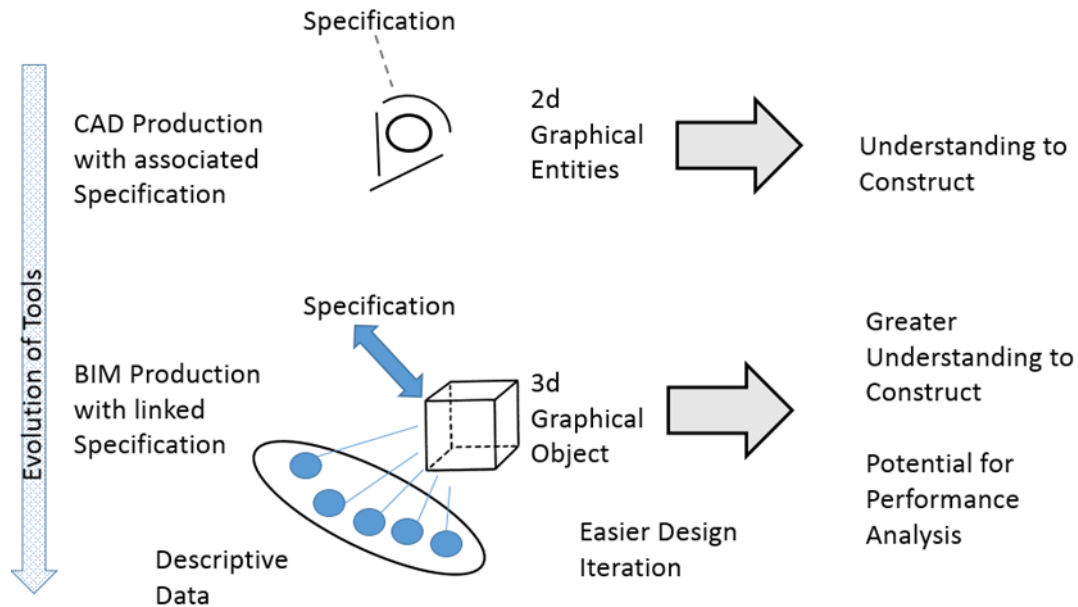 Specification
CAD Production
with associated
Specification
2d
Graphical
Entities
Understanding to
Construct
Evolution of Tools
Specification
BIM Production
with linked
Specification
3d
Graphical
Object
Greater
Understanding to
Construct
Potential for
Performance
Analysis
Descriptive
Data
Easier Design
Iteration